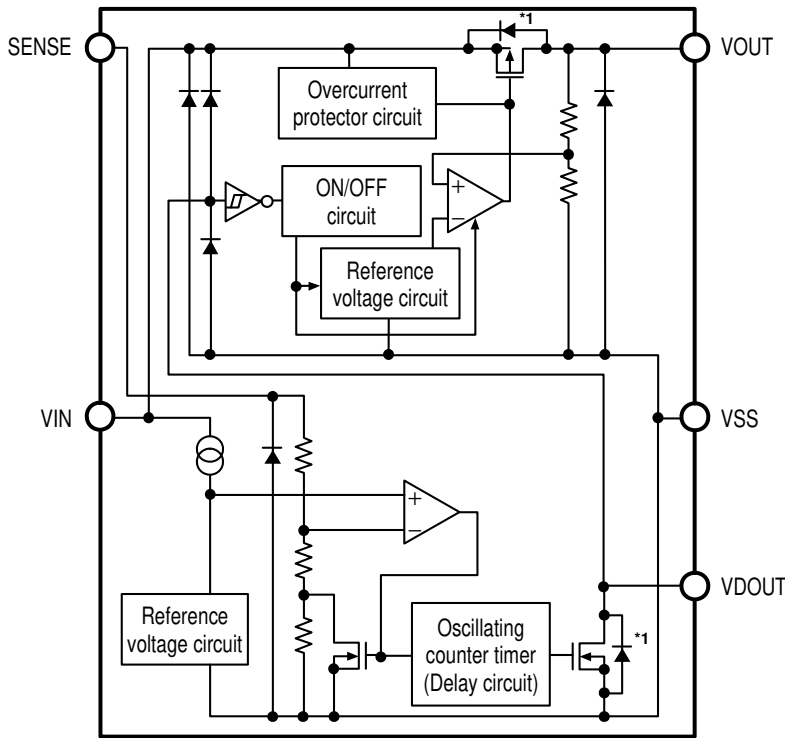 *1
SENSE
VOUT
Overcurrent
protector circuit
ON/OFF
circuit
+
−
Reference
voltage circuit
VIN
VSS
+
−
VDOUT
Reference
voltage circuit
Oscillating
counter timer
(Delay circuit)
*1